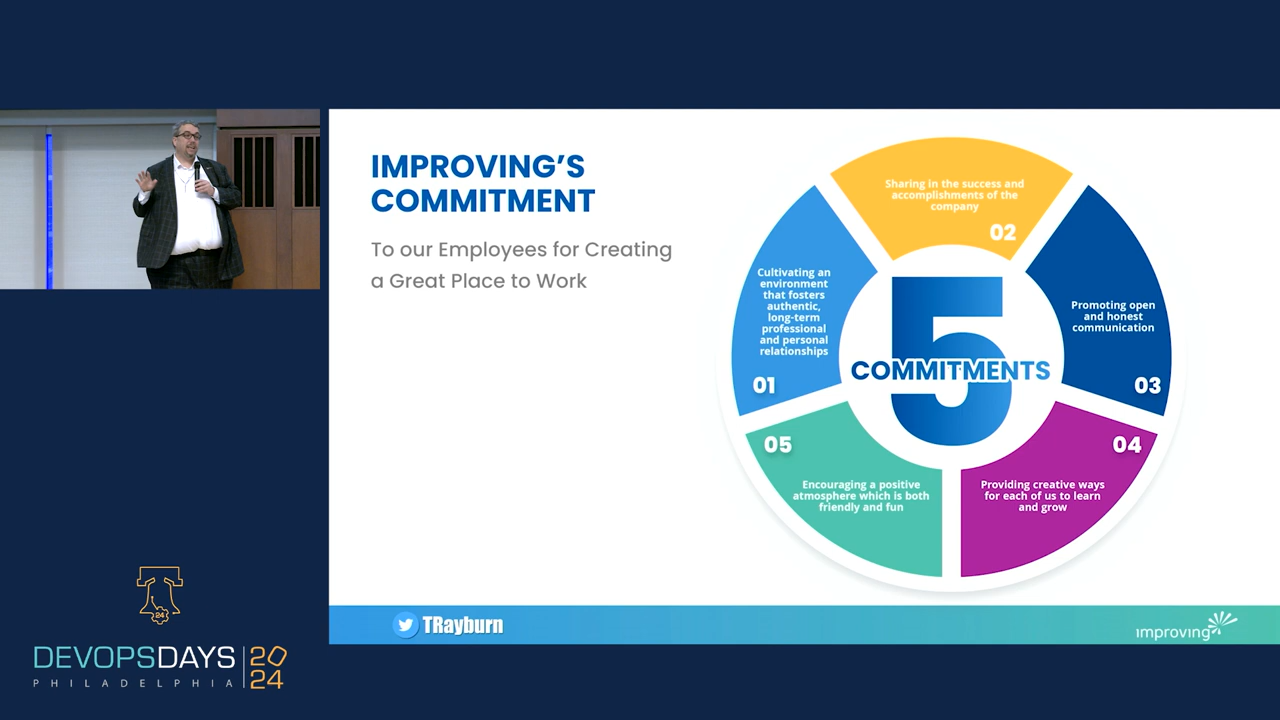 IMPROVING'S
COMMITMENT
To our Employees for Creating
a Great Place to Work
Cultivating an
environment
that fosters
authentic,
long-term
professional
and personal
relationships
01
Sharing in the success and
accomplishments of the
company
02
Promoting open
and honest
communication
03
Providing creative ways
for each of us to learn
and grow
04
Encouraging a positive
atmosphere which is both
friendly and fun
05
5
COMMITMENTS
TRayburn
improving
24
DEVOPSDAYS
PHILADELPHIA
20
24